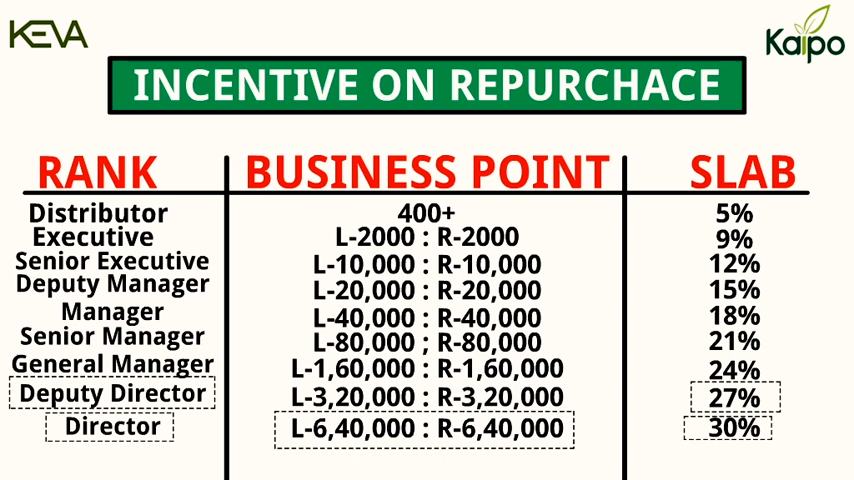 KEVA
Kaipo
INCENTIVE ON REPURCHACE
RANK BUSINESS POINT SLAB
Distributor 400+ 5%
Executive L-2000 : R-2000 9%
Senior Executive L-10,000 : R-10,000 12%
Deputy Manager L-20,000 : R-20,000 15%
Manager L-40,000 : R-40,000 18%
Senior Manager L-80,000 ; R-80,000 21%
General Manager L-1,60,000 : R-1,60,000 24%
Deputy Director L-3,20,000 : R-3,20,000 27%
Director L-6,40,000 : R-6,40,000 30%